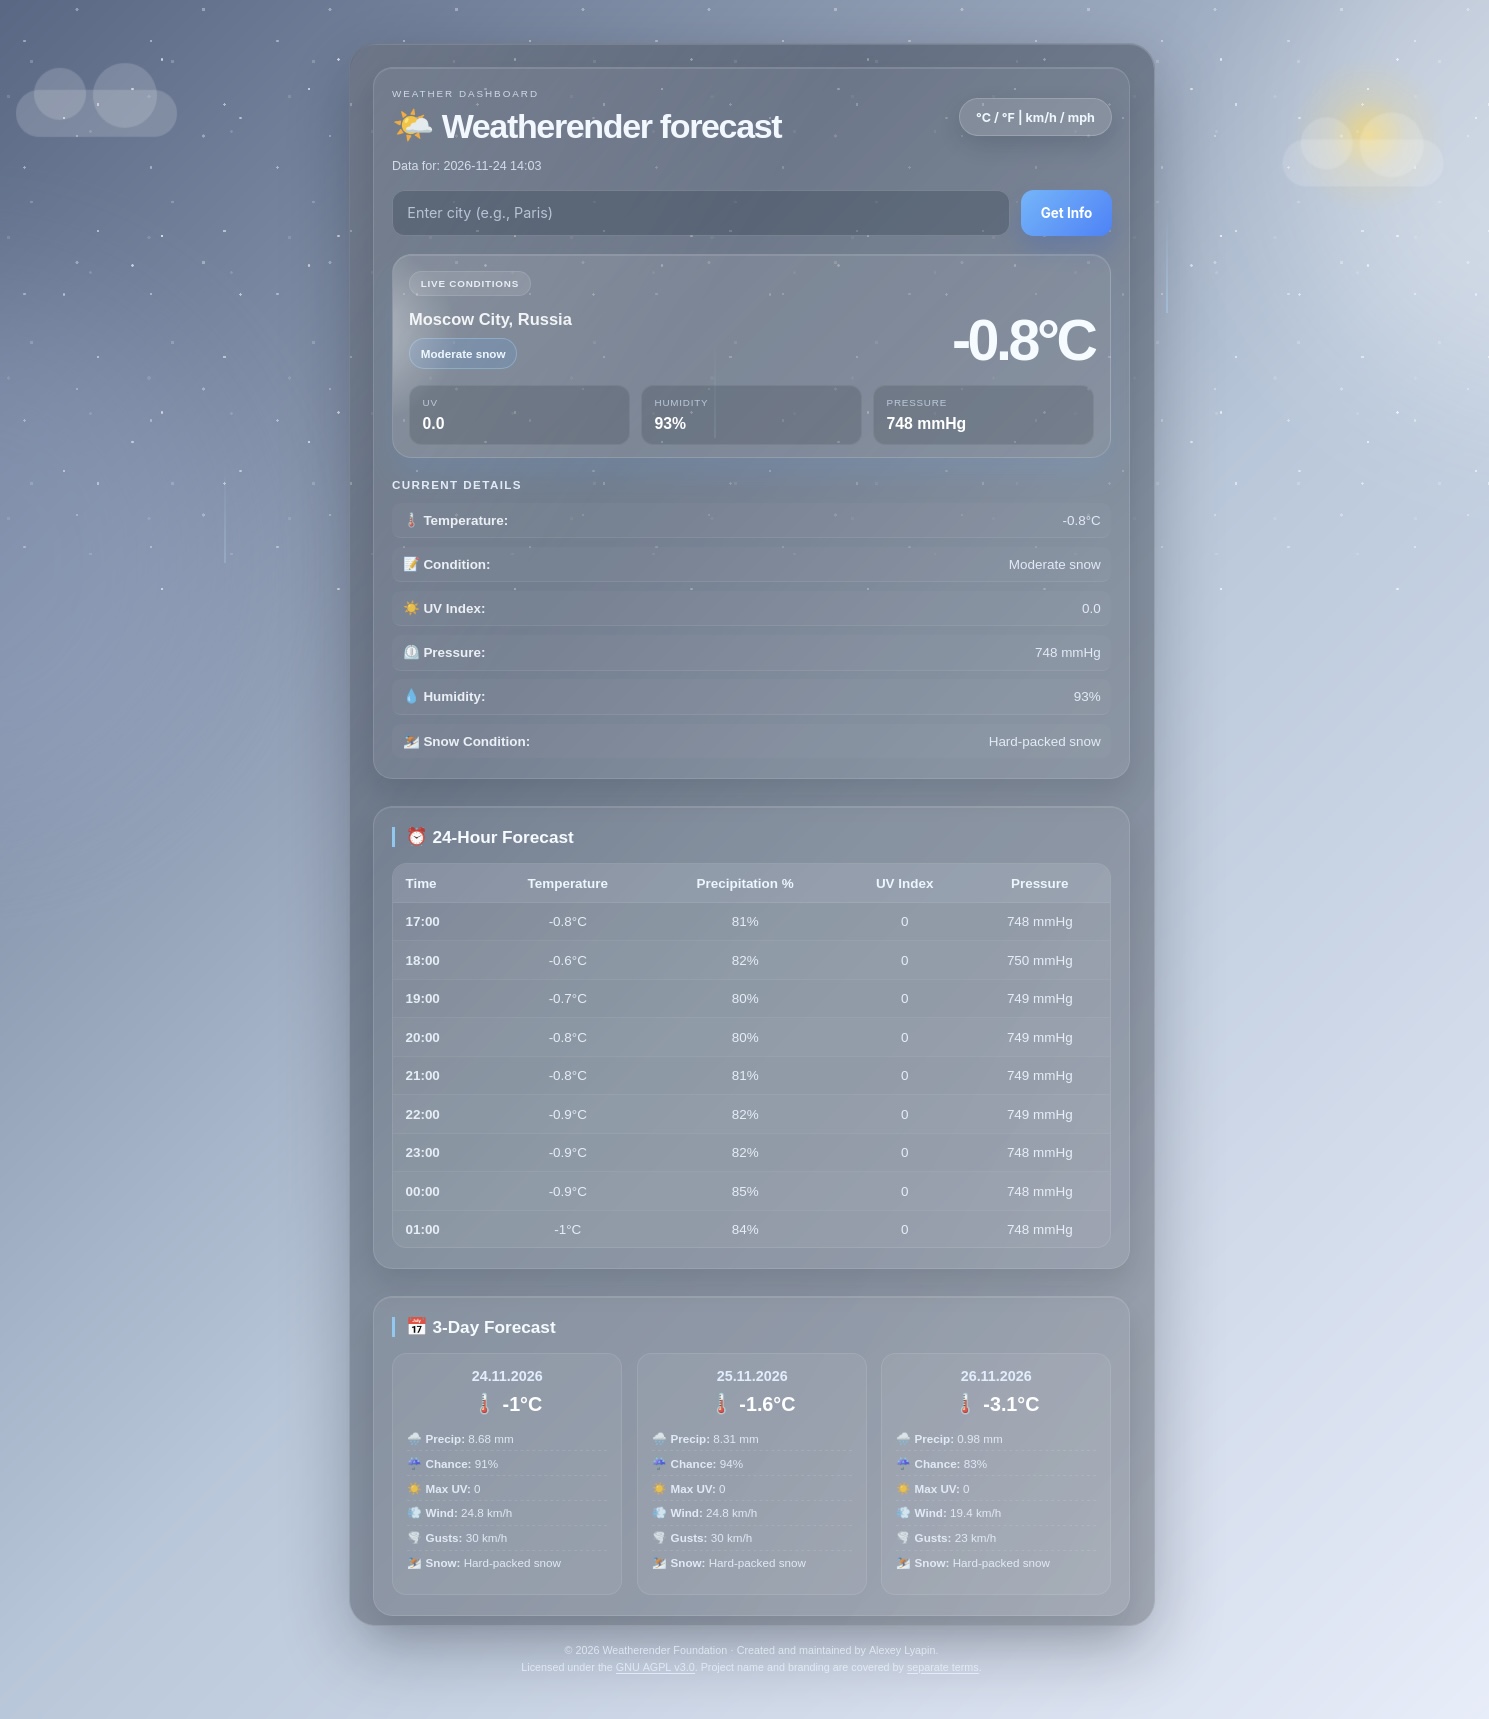 WEATHER DASHBOARD
🌤️ Weatherender forecast
°C / °F | km/h / mph
Data for: 2026-11-24 14:03
Enter city (e.g., Paris)
Get Info
LIVE CONDITIONS
Moscow City, Russia
Moderate snow
-0.8°C
UV
0.0
HUMIDITY
93%
PRESSURE
748 mmHg
CURRENT DETAILS
🌡️ Temperature: -0.8°C
📝 Condition: Moderate snow
☀️ UV Index: 0.0
⏲️ Pressure: 748 mmHg
💧 Humidity: 93%
⛷️ Snow Condition: Hard-packed snow
⏰ 24-Hour Forecast
Time Temperature Precipitation % UV Index Pressure
17:00 -0.8°C 81% 0 748 mmHg
18:00 -0.6°C 82% 0 750 mmHg
19:00 -0.7°C 80% 0 749 mmHg
20:00 -0.8°C 80% 0 749 mmHg
21:00 -0.8°C 81% 0 749 mmHg
22:00 -0.9°C 82% 0 749 mmHg
23:00 -0.9°C 82% 0 748 mmHg
00:00 -0.9°C 85% 0 748 mmHg
01:00 -1°C 84% 0 748 mmHg
📅 3-Day Forecast
24.11.2026
🌡️ -1°C
🌧️ Precip: 8.68 mm
☔ Chance: 91%
☀️ Max UV: 0
💨 Wind: 24.8 km/h
🌪️ Gusts: 30 km/h
⛷️ Snow: Hard-packed snow
25.11.2026
🌡️ -1.6°C
🌧️ Precip: 8.31 mm
☔ Chance: 94%
☀️ Max UV: 0
💨 Wind: 24.8 km/h
🌪️ Gusts: 30 km/h
⛷️ Snow: Hard-packed snow
26.11.2026
🌡️ -3.1°C
🌧️ Precip: 0.98 mm
☔ Chance: 83%
☀️ Max UV: 0
💨 Wind: 19.4 km/h
🌪️ Gusts: 23 km/h
⛷️ Snow: Hard-packed snow
© 2026 Weatherender Foundation · Created and maintained by Alexey Lyapin.
Licensed under the GNU AGPL v3.0. Project name and branding are covered by separate terms.